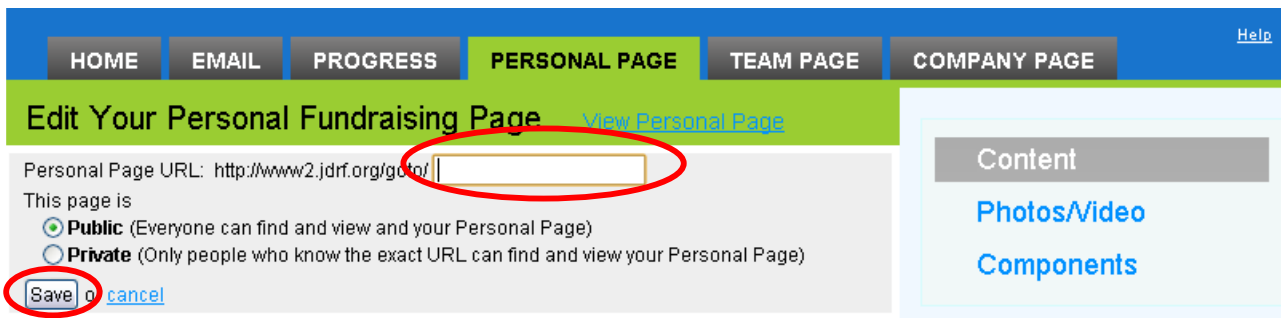 Help
HOME EMAIL PROGRESS PERSONAL PAGE TEAM PAGE COMPANY PAGE
Edit Your Personal Fundraising Page View Personal Page
Personal Page URL: http://www2.jdrf.org/goto/
This page is
Public (Everyone can find and view and your Personal Page)
Private (Only people who know the exact URL can find and view your Personal Page)
Save or cancel
Content
Photos/Video
Components